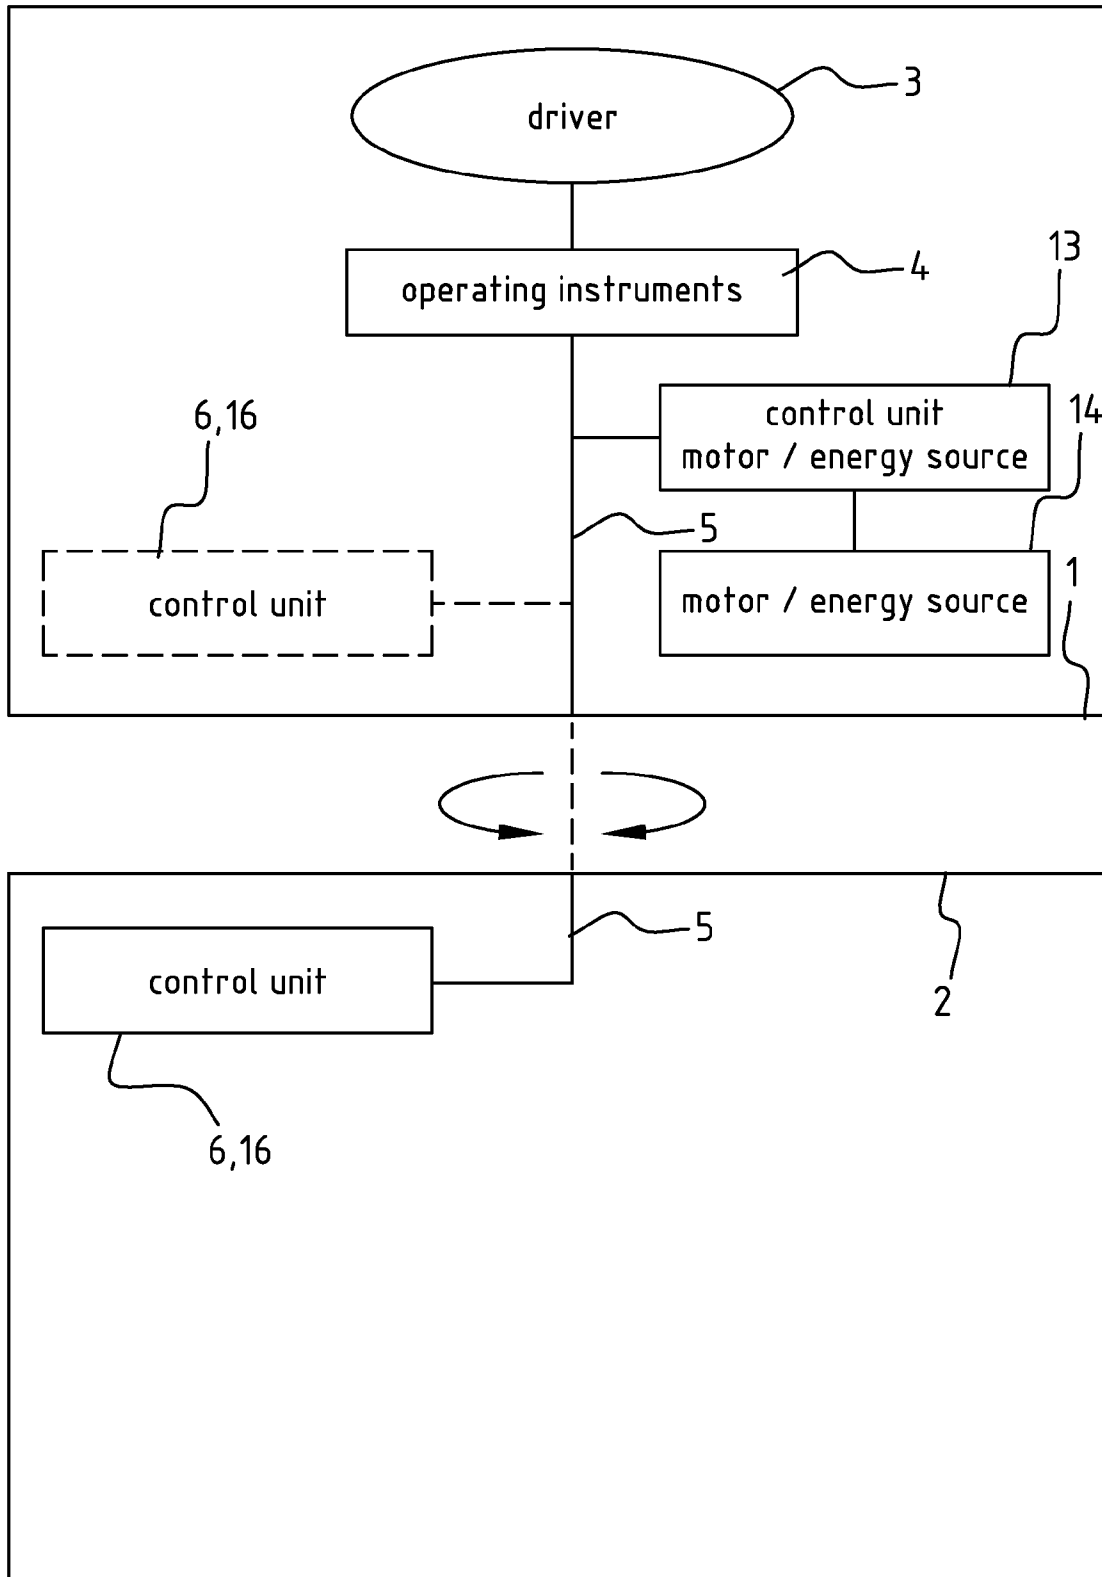 3
driver
4
operating instruments
13
control unit
motor / energy source
14
6,16
5
control unit
motor / energy source
1
5
control unit
2
6,16